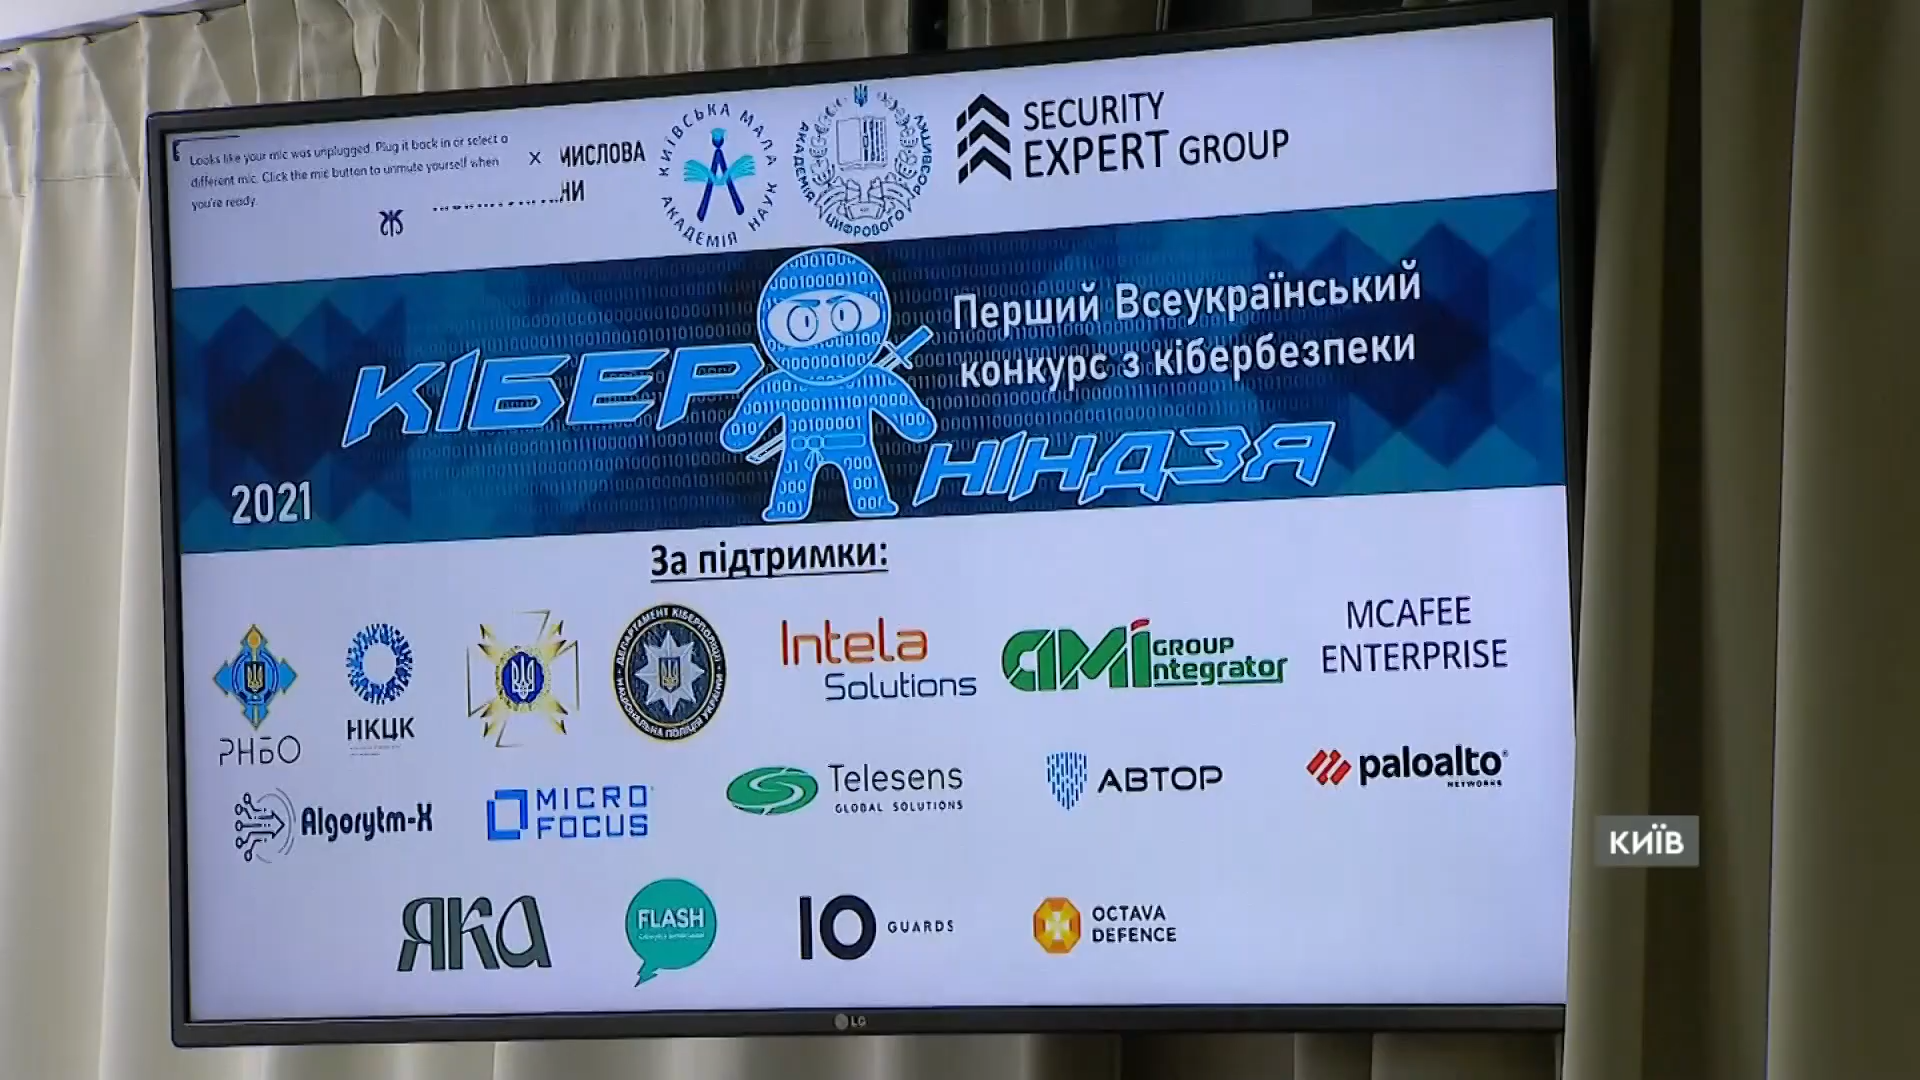 Looks like your mic was unplugged. Plug it back in or select a
different mic. Click the mic button to unmute yourself when
you're ready.
X
МИСЛОВА
НИ
КИЇВСЬКА МАЛА АКАДЕМІЯ НАУК
АКАДЕМІЯ ЦИФРОВОГО РОЗВИТКУ
SECURITY
EXPERT GROUP
Перший Всеукраїнський
конкурс з кібербезпеки
КІБЕР
НІНДЗЯ
2021
За підтримки:
РНБО
НКЦК
ДЕПАРТАМЕНТ КІБЕРПОЛІЦІЇ
НАЦІОНАЛЬНА ПОЛІЦІЯ УКРАЇНИ
Intela
Solutions
AMI GROUP
Integrator
MCAFEE
ENTERPRISE
Algorytm-X
MICRO
FOCUS
Telesens
GLOBAL SOLUTIONS
АВТОР
paloalto
NETWORKS
ЯКА
FLASH
IO GUARDS
OCTAVA
DEFENCE
LG
КИЇВ